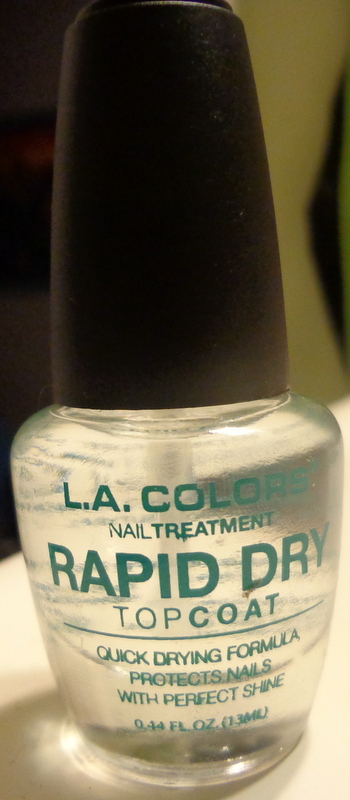 L.A. COLORS
NAILTREATMENT
RAPID DRY
TOPCOAT
QUICK DRYING FORMULA
PROTECTS NAILS
WITH PERFECT SHINE
0.44 FL. OZ. (13ML)